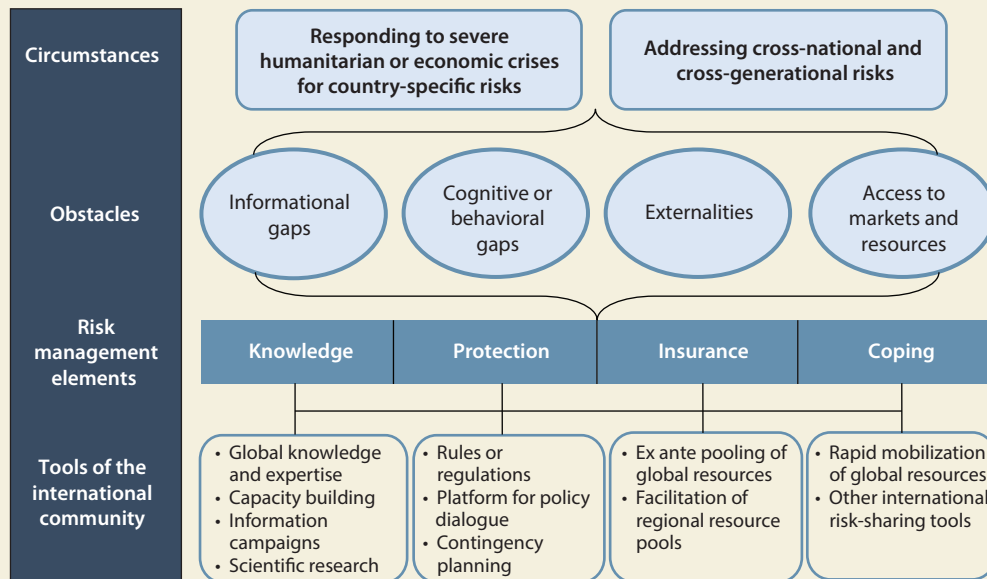 Circumstances
Responding to severe
humanitarian or economic crises
for country-specific risks
Addressing cross-national and
cross-generational risks
Obstacles
Informational
gaps
Cognitive or
behavioral
gaps
Externalities
Access to
markets and
resources
Risk
management
elements
Knowledge
Protection
Insurance
Coping
Tools of the
international
community
• Global knowledge
and expertise
• Capacity building
• Information
campaigns
• Scientific research
• Rules or
regulations
• Platform for policy
dialogue
• Contingency
planning
• Ex ante pooling of
global resources
• Facilitation of
regional resource
pools
• Rapid mobilization
of global resources
• Other international
risk-sharing tools